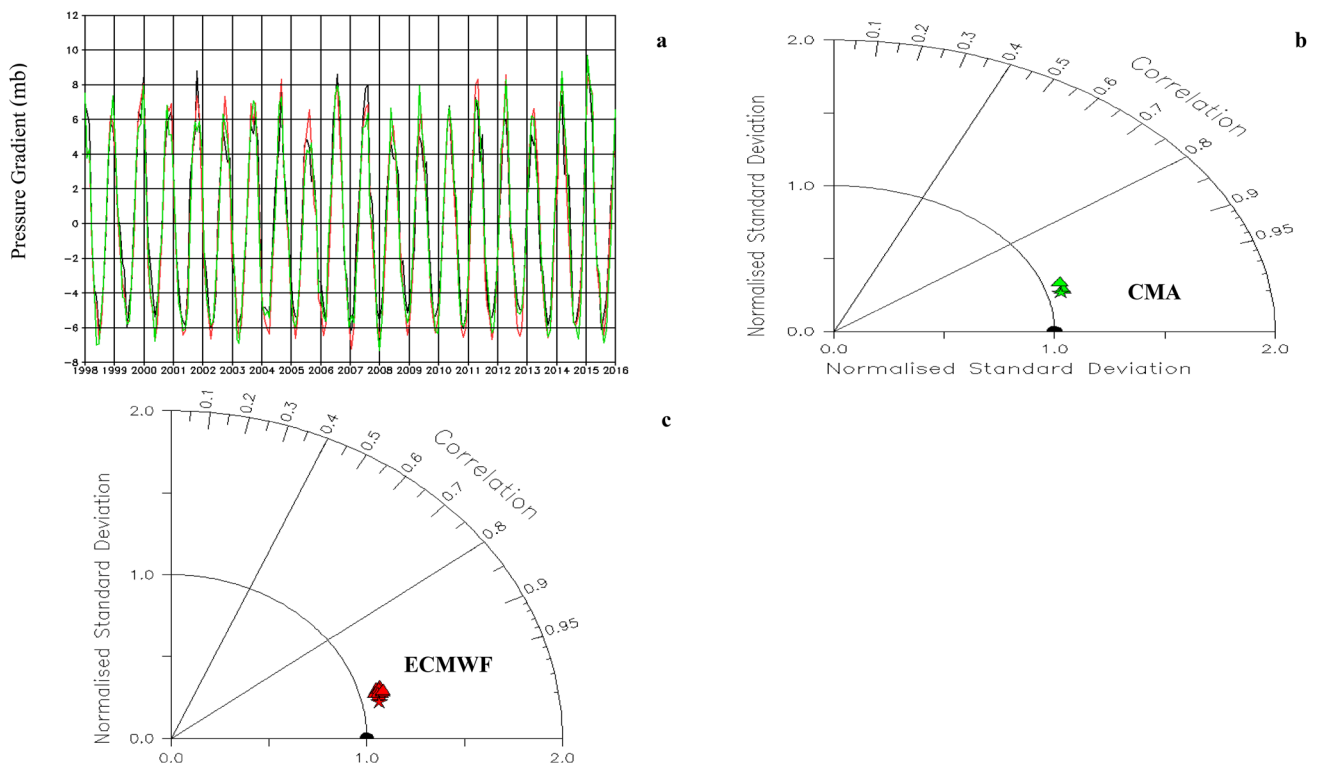 a
Pressure Gradient (mb)
12
10
8
6
4
2
0
−2
−4
−6
−8
1998 1999 2000 2001 2002 2003 2004 2005 2006 2007 2008 2009 2010 2011 2012 2013 2014 2015 2016
b
Normalised Standard Deviation
2.0
1.0
0.0
0.1
0.2
0.3
0.4
0.5
0.6
0.7
0.8
0.9
0.95
Correlation
CMA
0.0 1.0 2.0
Normalised Standard Deviation
c
Normalised Standard Deviation
2.0
1.0
0.0
0.1
0.2
0.3
0.4
0.5
0.6
0.7
0.8
0.9
0.95
Correlation
ECMWF
0.0 1.0 2.0